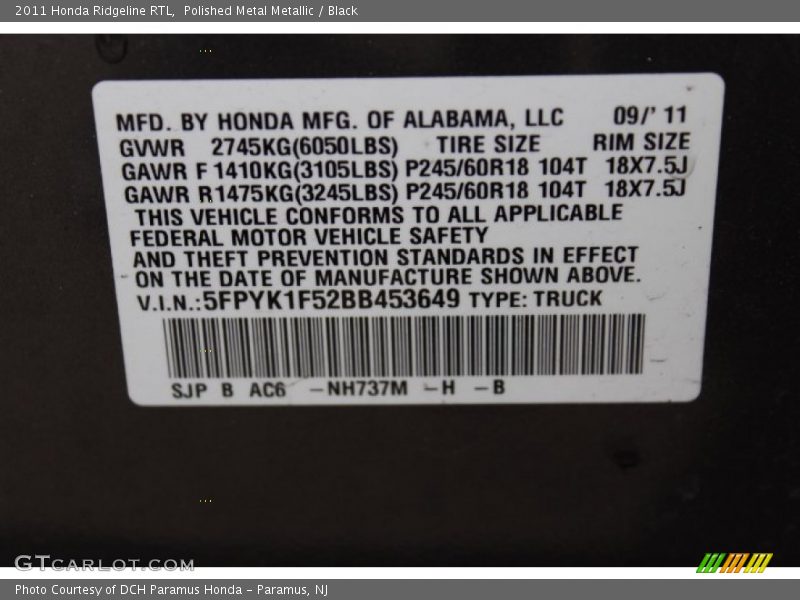 2011 Honda Ridgeline RTL,  Polished Metal Metallic / Black
MFD. BY HONDA MFG. OF ALABAMA, LLC 09/' 11
GVWR 2745KG(6050LBS) TIRE SIZE RIM SIZE
GAWR F 1410KG(3105LBS) P245/60R18 104T 18X7.5J
GAWR R1475KG(3245LBS) P245/60R18 104T 18X7.5J
THIS VEHICLE CONFORMS TO ALL APPLICABLE
FEDERAL MOTOR VEHICLE SAFETY
AND THEFT PREVENTION STANDARDS IN EFFECT
ON THE DATE OF MANUFACTURE SHOWN ABOVE.
V.I.N.:5FPYK1F52BB453649 TYPE: TRUCK
SJP B AC6 –NH737M –H –B
GTCARLOT.COM
Photo Courtesy of DCH Paramus Honda – Paramus, NJ